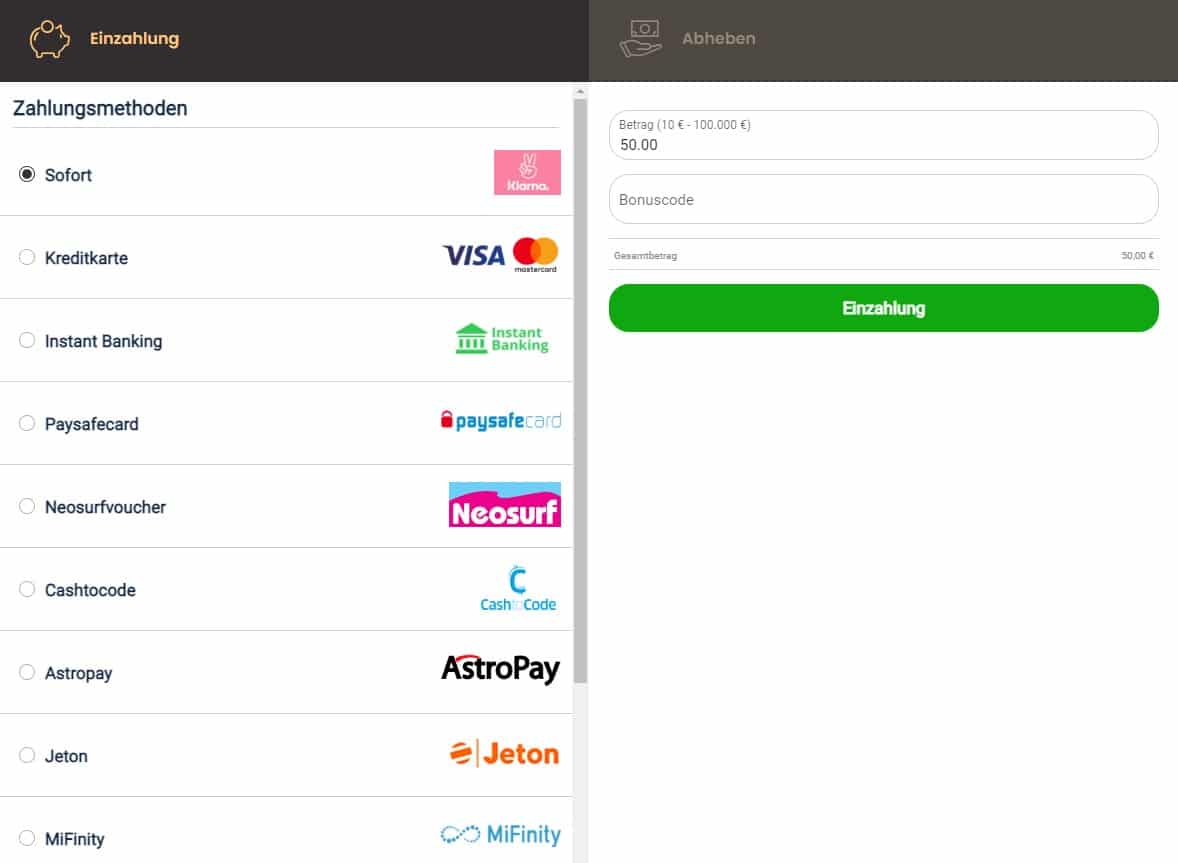 Einzahlung
Abheben
Zahlungsmethoden
Sofort
Klarna.
Kreditkarte
VISA
mastercard
Instant Banking
Instant
Banking
Paysafecard
paysafecard
Neosurfvoucher
Neosurf
Cashtocode
CashtoCode
Astropay
AstroPay
Jeton
Jeton
MiFinity
MiFinity
Betrag (10 € - 100.000 €)
50.00
Bonuscode
Gesamtbetrag 50,00 €
Einzahlung